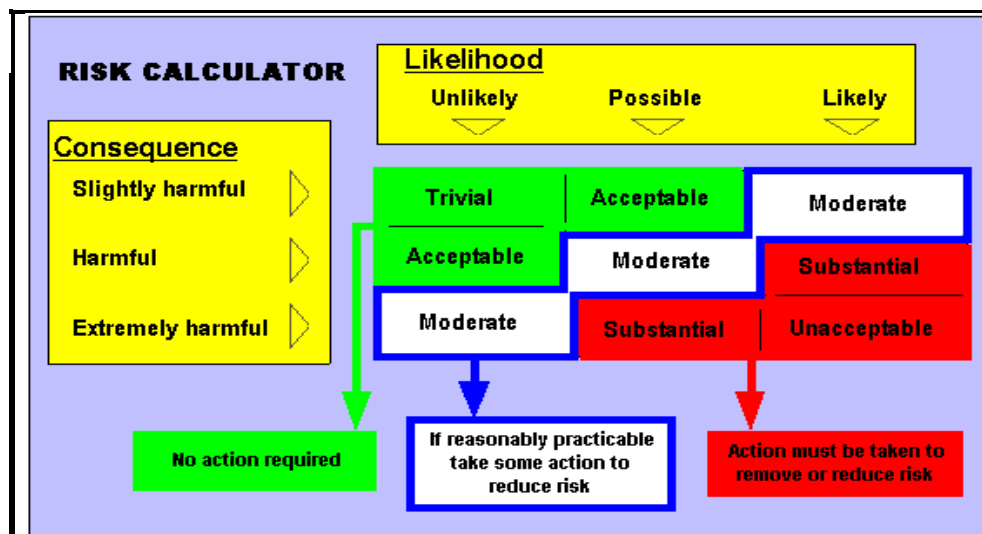 RISK CALCULATOR
Likelihood
Unlikely Possible Likely
Consequence
Slightly harmful Trivial Acceptable Moderate
Harmful Acceptable Moderate Substantial
Extremely harmful Moderate Substantial Unacceptable
No action required
If reasonably practicable
take some action to
reduce risk
Action must be taken to
remove or reduce risk